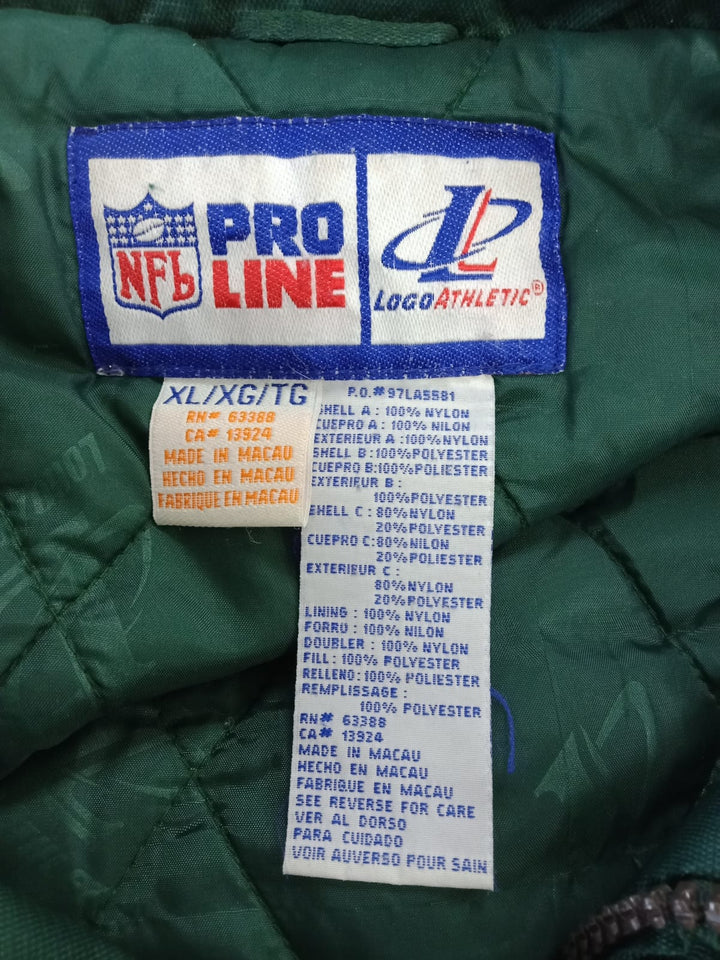 NFL
PRO
LINE
L
LOGO ATHLETIC®
XL/XG/TG
RN# 63388
CA# 13924
MADE IN MACAU
HECHO EN MACAU
FABRIQUE EN MACAU
P.O.# 97LA5581
SHELL A : 100% NYLON
CUEPRO A : 100% NILON
EXTERIEUR A : 100% NYLON
SHELL B : 100% POLYESTER
CUEPRO B: 100% POLIESTER
EXTERIEUR B :
100% POLYESTER
SHELL C : 80% NYLON
20% POLYESTER
CUEPRO C: 80% NILON
20% POLIESTER
EXTERIEUR C :
80% NYLON
20% POLYESTER
LINING : 100% NYLON
FORRU : 100% NILON
DOUBLER : 100% NYLON
FILL: 100% POLYESTER
RELLENO: 100% POLIESTER
REMPLISSAGE :
100% POLYESTER
RN# 63388
CA# 13924
MADE IN MACAU
HECHO EN MACAU
FABRIQUE EN MACAU
SEE REVERSE FOR CARE
VER AL DORSO
PARA CUIDADO
VOIR AUVERSO POUR SAIN